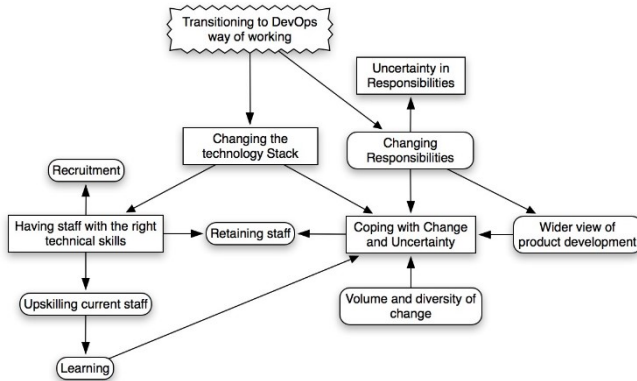 Transitioning to DevOps
way of working
Uncertainty in
Responsibilities
Changing the
technology Stack
Changing
Responsibilities
Recruitment
Having staff with the right
technical skills
Retaining staff
Coping with Change
and Uncertainty
Wider view of
product development
Upskilling current staff
Volume and diversity of
change
Learning